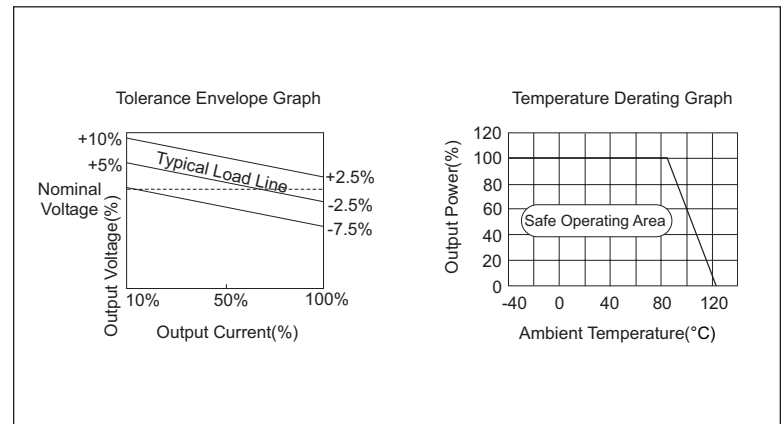 Tolerance Envelope Graph
+10%
+5%
Nominal
Voltage
Output Voltage(%)
Typical Load Line
+2.5%
-2.5%
-7.5%
10% 50% 100%
Output Current(%)
Temperature Derating Graph
Output Power(%)
120
100
80
60
40
20
0
Safe Operating Area
-40 0 40 80 120
Ambient Temperature(°C)